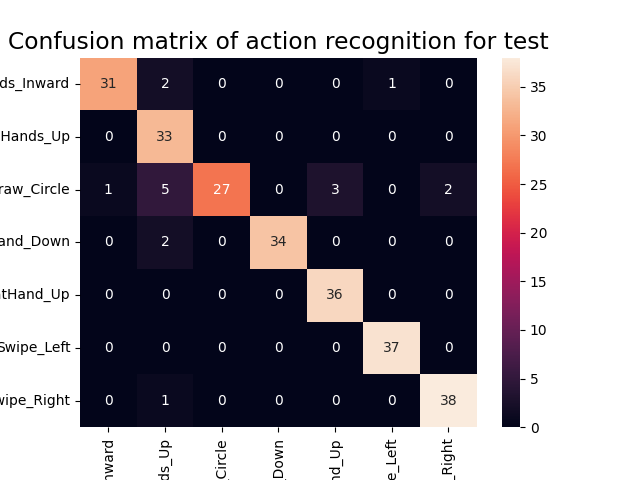 Confusion matrix of action recognition for test
ds_Inward 31 2 0 0 0 1 0
Hands_Up 0 33 0 0 0 0 0
raw_Circle 1 5 27 0 3 0 2
and_Down 0 2 0 34 0 0 0
tHand_Up 0 0 0 0 36 0 0
Swipe_Left 0 0 0 0 0 37 0
wipe_Right 0 1 0 0 0 0 38
nward ds_Up _Circle _Down nd_Up e_Left _Right
35
30
25
20
15
10
5
0